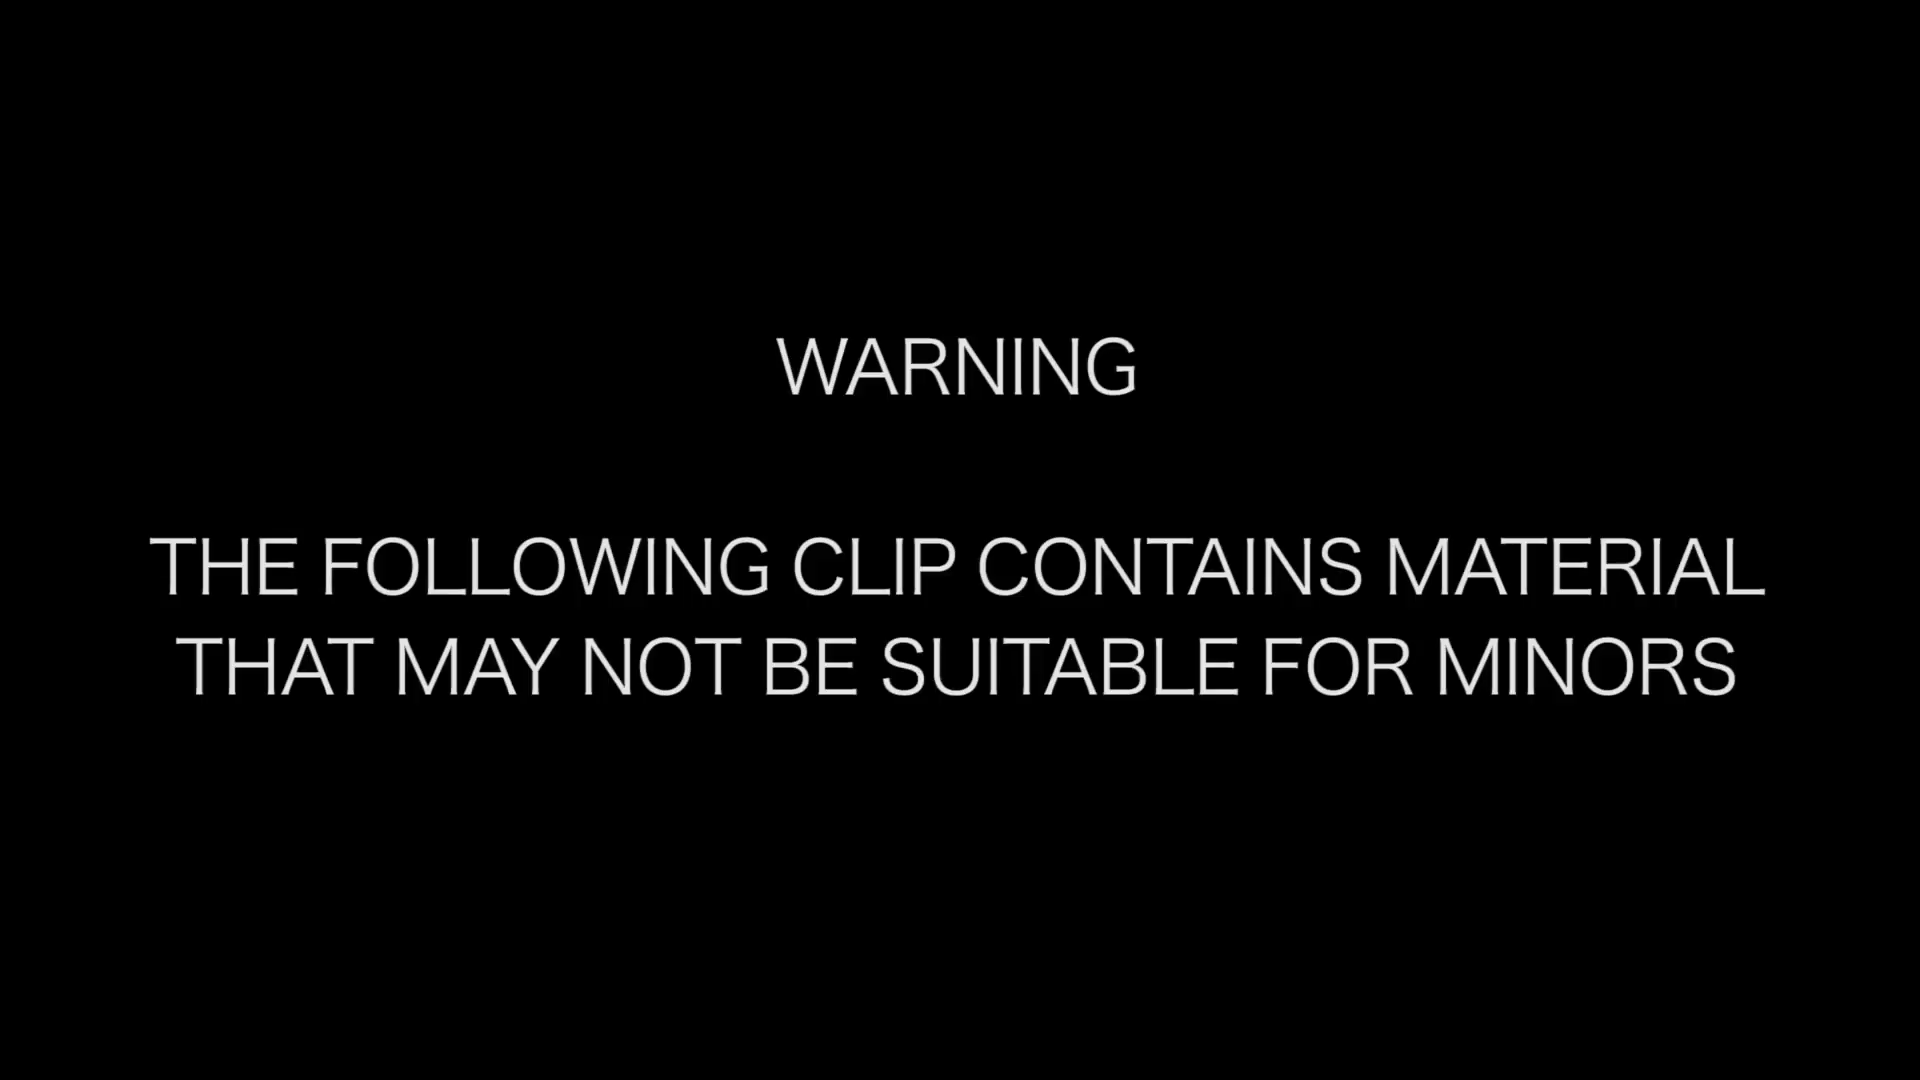 WARNING
THE FOLLOWING CLIP CONTAINS MATERIAL
THAT MAY NOT BE SUITABLE FOR MINORS